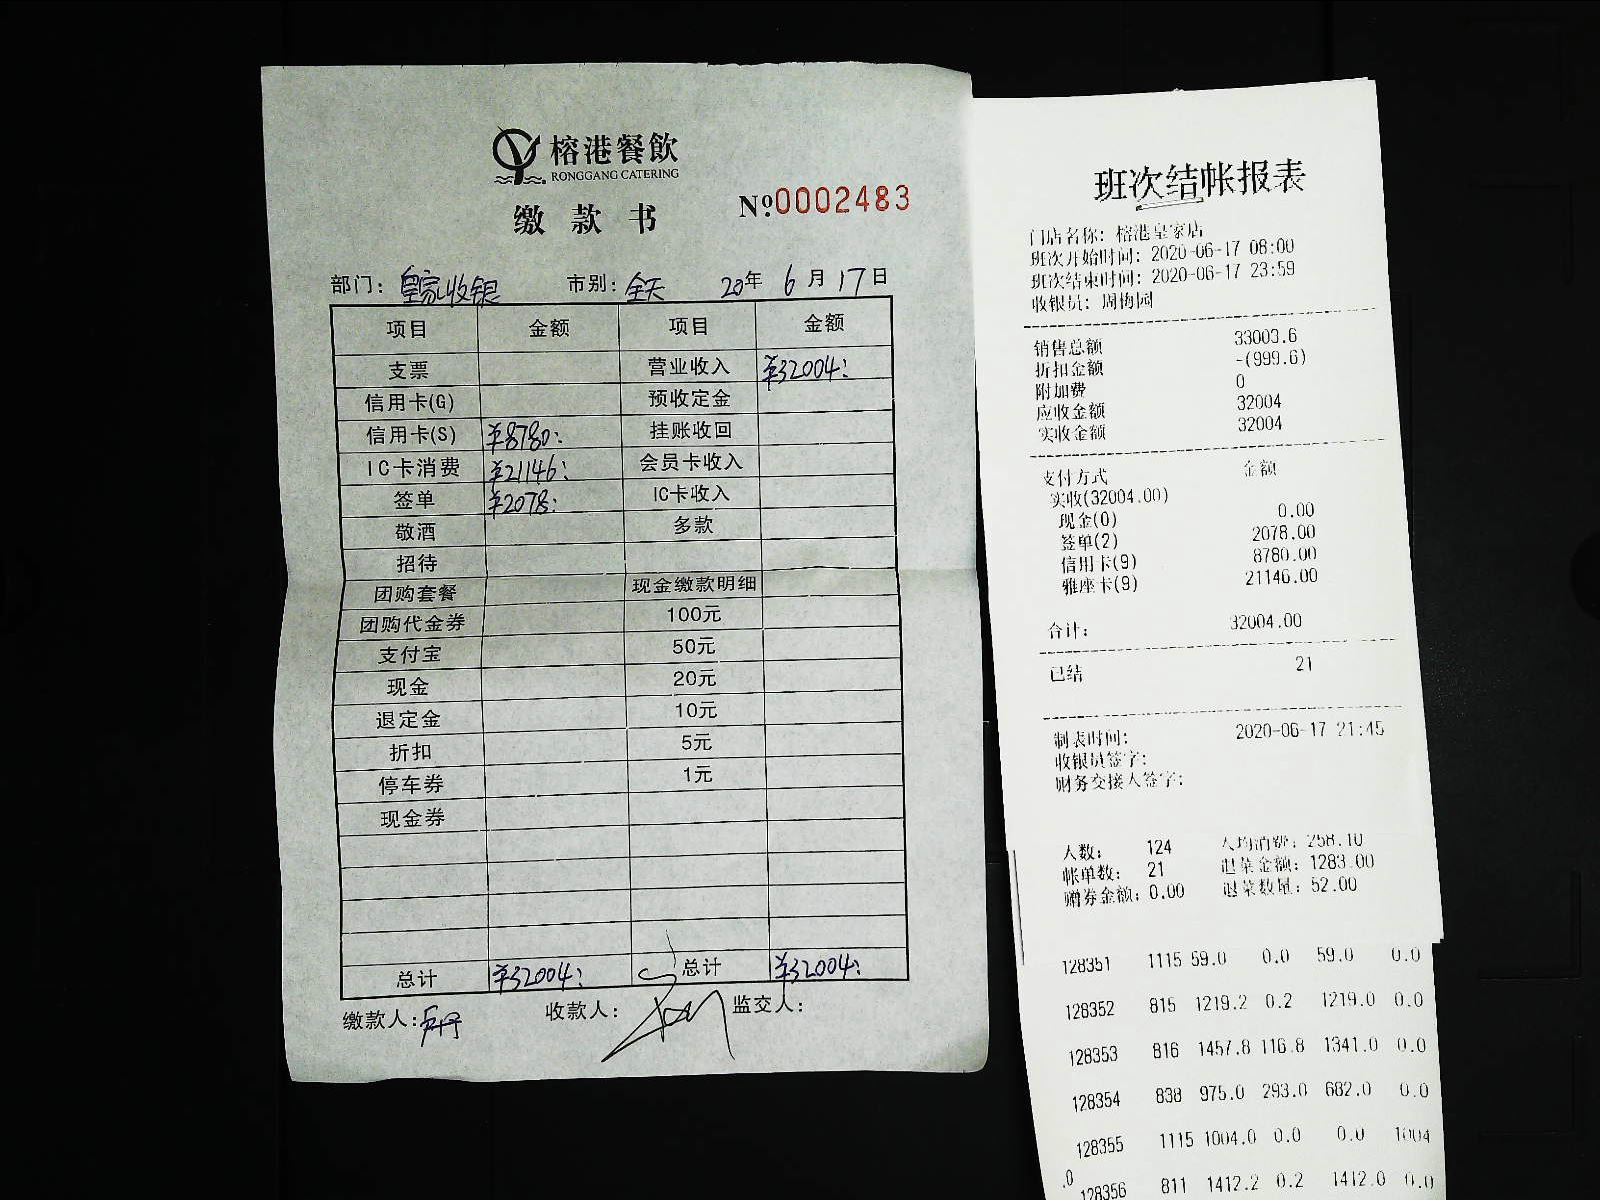 榕港餐飲
RONGGANG CATERING
缴款书
№0002483
部门：皇家收银 市别：全天 20年 6月 17日
项目 金额 项目 金额
支票 营业收入 ¥32004：
信用卡(G) 预收定金
信用卡(S) ¥8780： 挂账收回
IC卡消费 ¥21146： 会员卡收入
签单 ¥2078： IC卡收入
敬酒 多款
招待
团购套餐 现金缴款明细
团购代金券 100元
支付宝 50元
现金 20元
退定金 10元
折扣 5元
停车券 1元
现金券
总计 ¥32004： 总计 ¥32004：
缴款人： 收款人： 监交人：
班次结帐报表
门店名称：榕港皇家店
班次开始时间：2020-06-17 08:00
班次结束时间：2020-06-17 23:59
收银员：周梅园
销售总额 33003.6
折扣金额 -(999.6)
附加费 0
应收金额 32004
实收金额 32004
支付方式 金额
实收(32004.00)
现金(0) 0.00
签单(2) 2078.00
信用卡(9) 8780.00
雅座卡(9) 21146.00
合计： 32004.00
已结 21
制表时间： 2020-06-17 21:45
收银员签字：
财务交接人签字：
人数： 124 人均消费：258.10
帐单数： 21 退菜金额：1283.00
赠券金额：0.00 退菜数量：52.00
128351 1115 59.0 0.0 59.0 0.0
128352 815 1219.2 0.2 1219.0 0.0
128353 816 1457.8 116.8 1341.0 0.0
128354 838 975.0 293.0 682.0 0.0
128355 1115 1004.0 0.0 0.0 1004
.0
128356 811 1412.2 0.2 1412.0 0.0